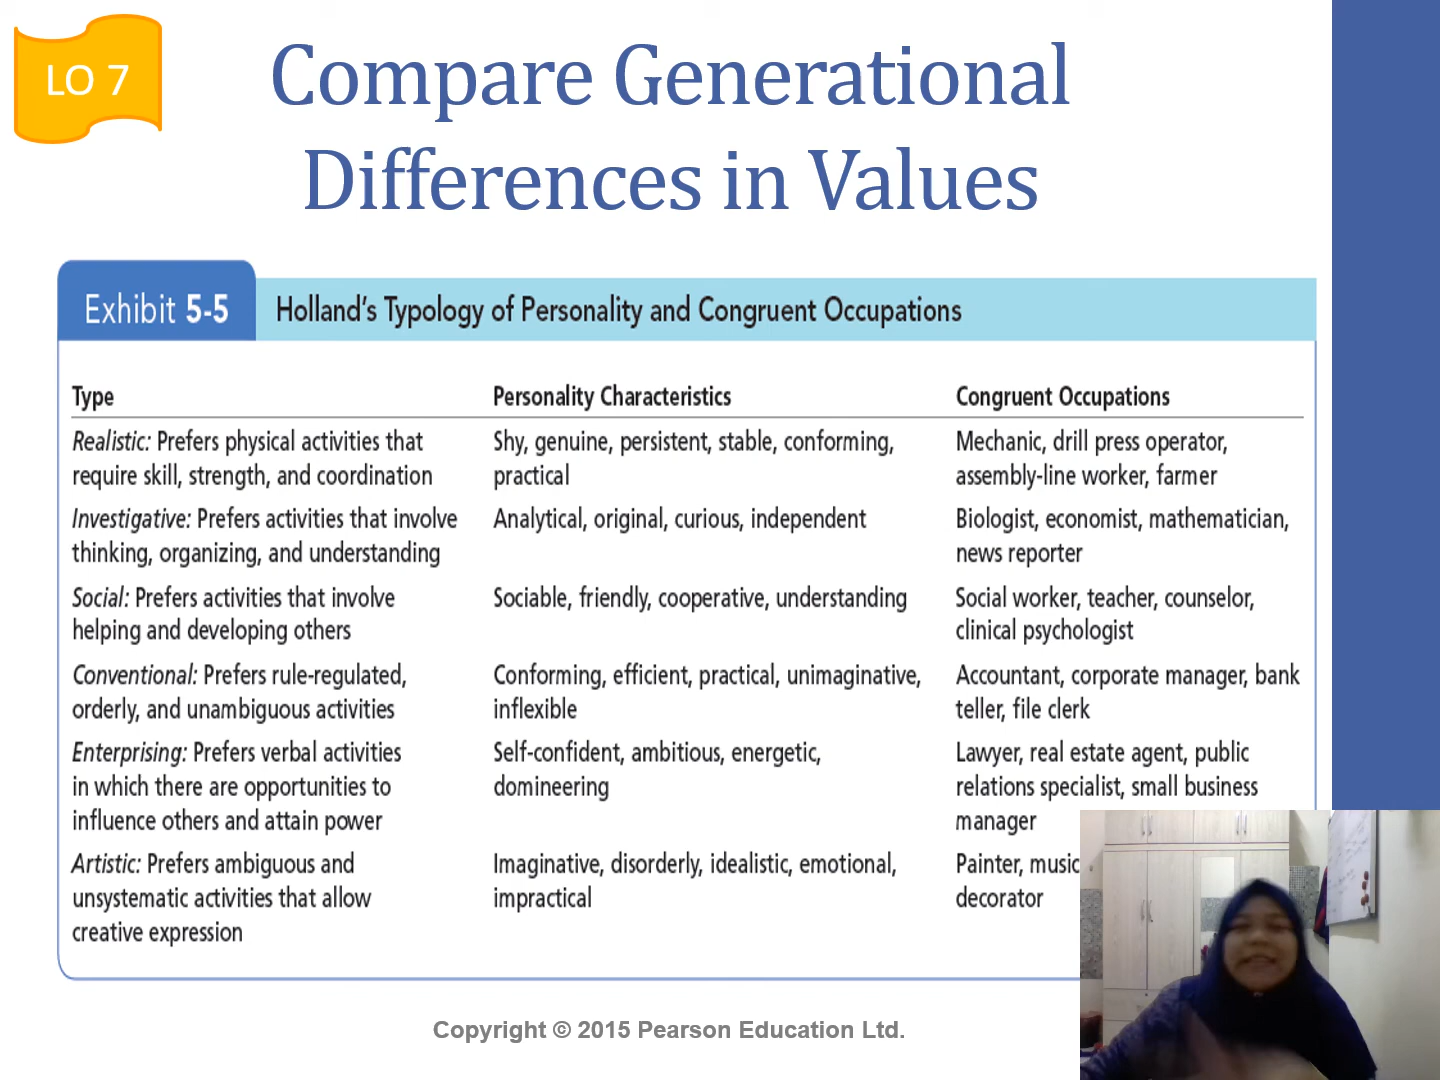 LO 7
Compare Generational
Differences in Values
Exhibit 5-5
Holland's Typology of Personality and Congruent Occupations
Type
Personality Characteristics
Congruent Occupations
Realistic: Prefers physical activities that
require skill, strength, and coordination
Shy, genuine, persistent, stable, conforming,
practical
Mechanic, drill press operator,
assembly-line worker, farmer
Investigative: Prefers activities that involve
thinking, organizing, and understanding
Analytical, original, curious, independent
Biologist, economist, mathematician,
news reporter
Social: Prefers activities that involve
helping and developing others
Sociable, friendly, cooperative, understanding
Social worker, teacher, counselor,
clinical psychologist
Conventional: Prefers rule-regulated,
orderly, and unambiguous activities
Conforming, efficient, practical, unimaginative,
inflexible
Accountant, corporate manager, bank
teller, file clerk
Enterprising: Prefers verbal activities
in which there are opportunities to
influence others and attain power
Self-confident, ambitious, energetic,
domineering
Lawyer, real estate agent, public
relations specialist, small business
manager
Artistic: Prefers ambiguous and
unsystematic activities that allow
creative expression
Imaginative, disorderly, idealistic, emotional,
impractical
Painter,
decorator
Copyright © 2015 Pearson Education Ltd.